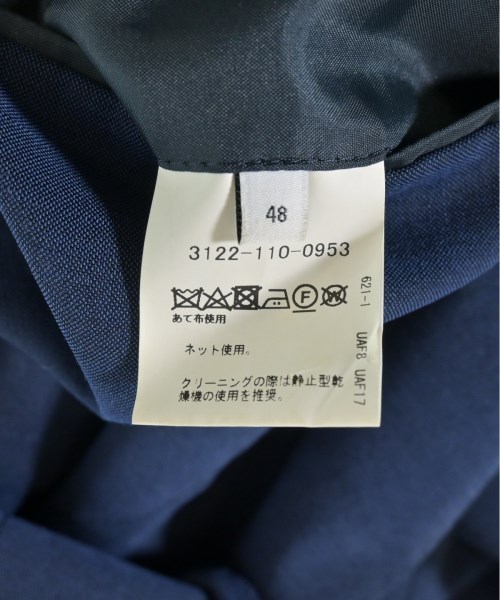 48
3122-110-0953
あて布使用
ネット使用。
クリーニングの際は静止型乾
燥機の使用を推奨。
621-1 UAF8 UAF17